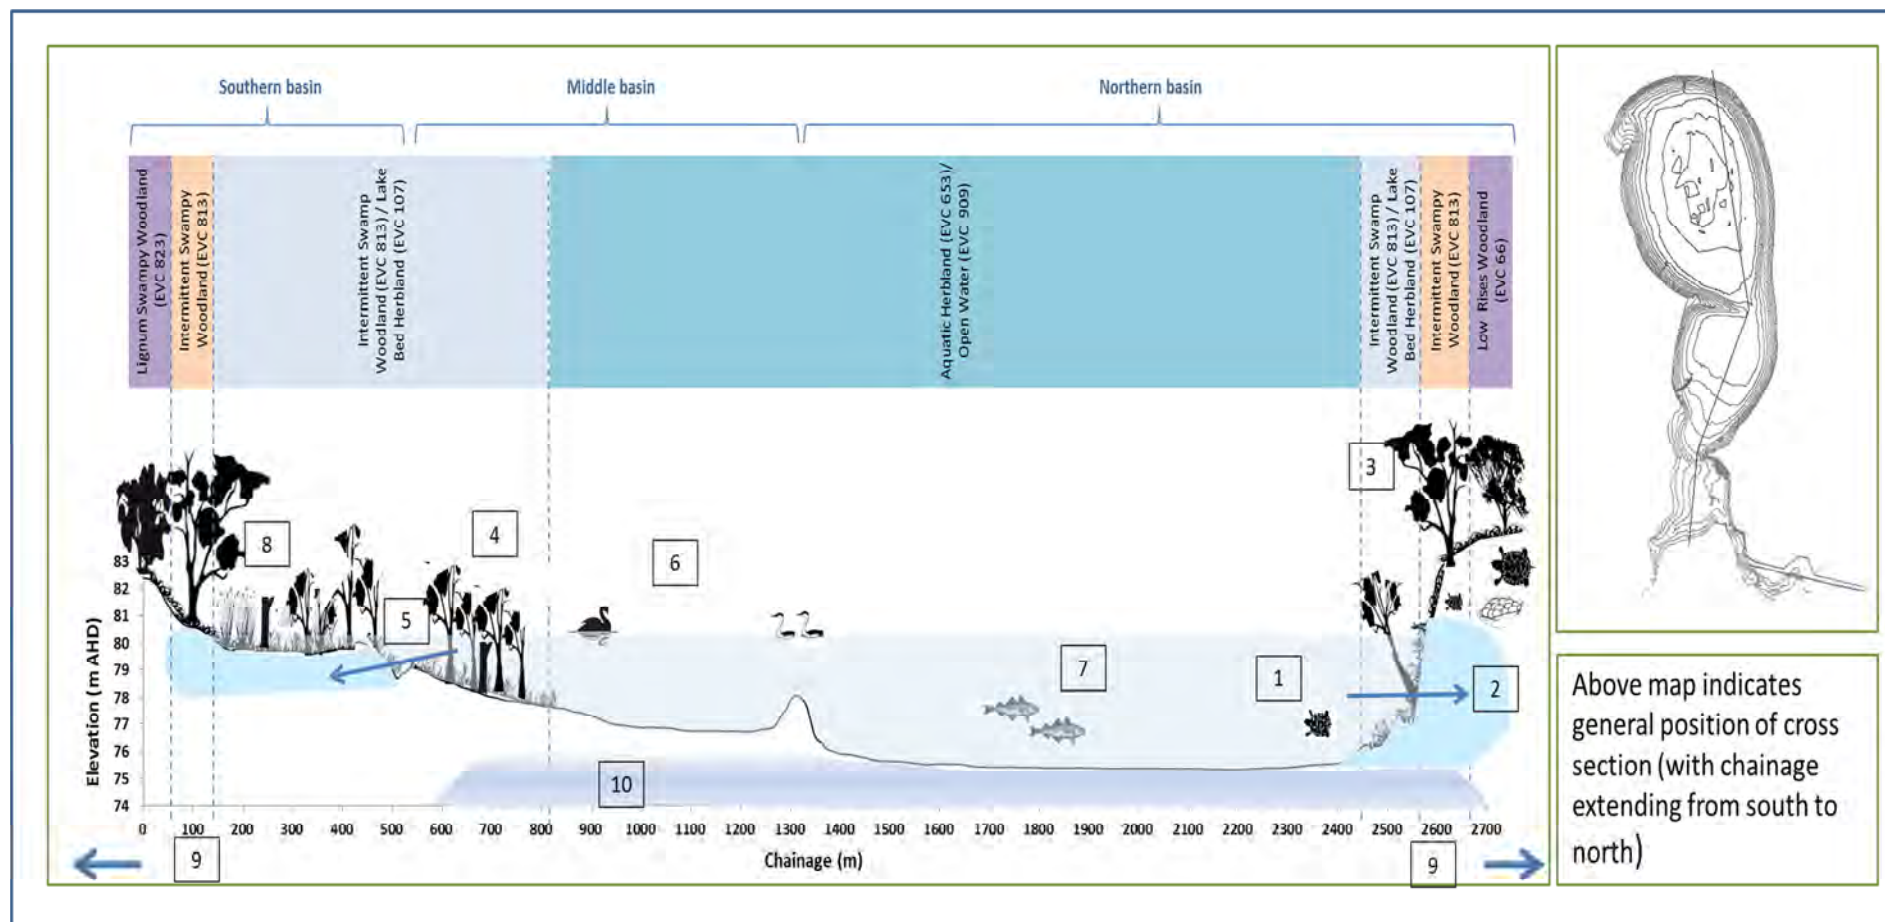 Southern basin
Middle basin
Northern basin
Lignum Swampy Woodland
(EVC 823)
Intermittent Swampy
Woodland (EVC 813)
Intermittent Swamp
Woodland (EVC 813) / Lake
Bed Herbland (EVC 107)
Aquatic Herbland (EVC 653)/
Open Water (EVC 909)
Intermittent Swamp
Woodland (EVC 813) / Lake
Bed Herbland (EVC 107)
Intermittent Swampy
Woodland (EVC 813)
Low Rises Woodland
(EVC 66)
3
8
4
6
5
7
1
2
10
Elevation (m AHD)
83
82
81
80
79
78
77
76
75
74
0 100 200 300 400 500 600 700 800 900 1000 1100 1200 1300 1400 1500 1600 1700 1800 1900 2000 2100 2200 2300 2400 2500 2600 2700
9
Chainage (m)
9
Above map indicates
general position of cross
section (with chainage
extending from south to
north)